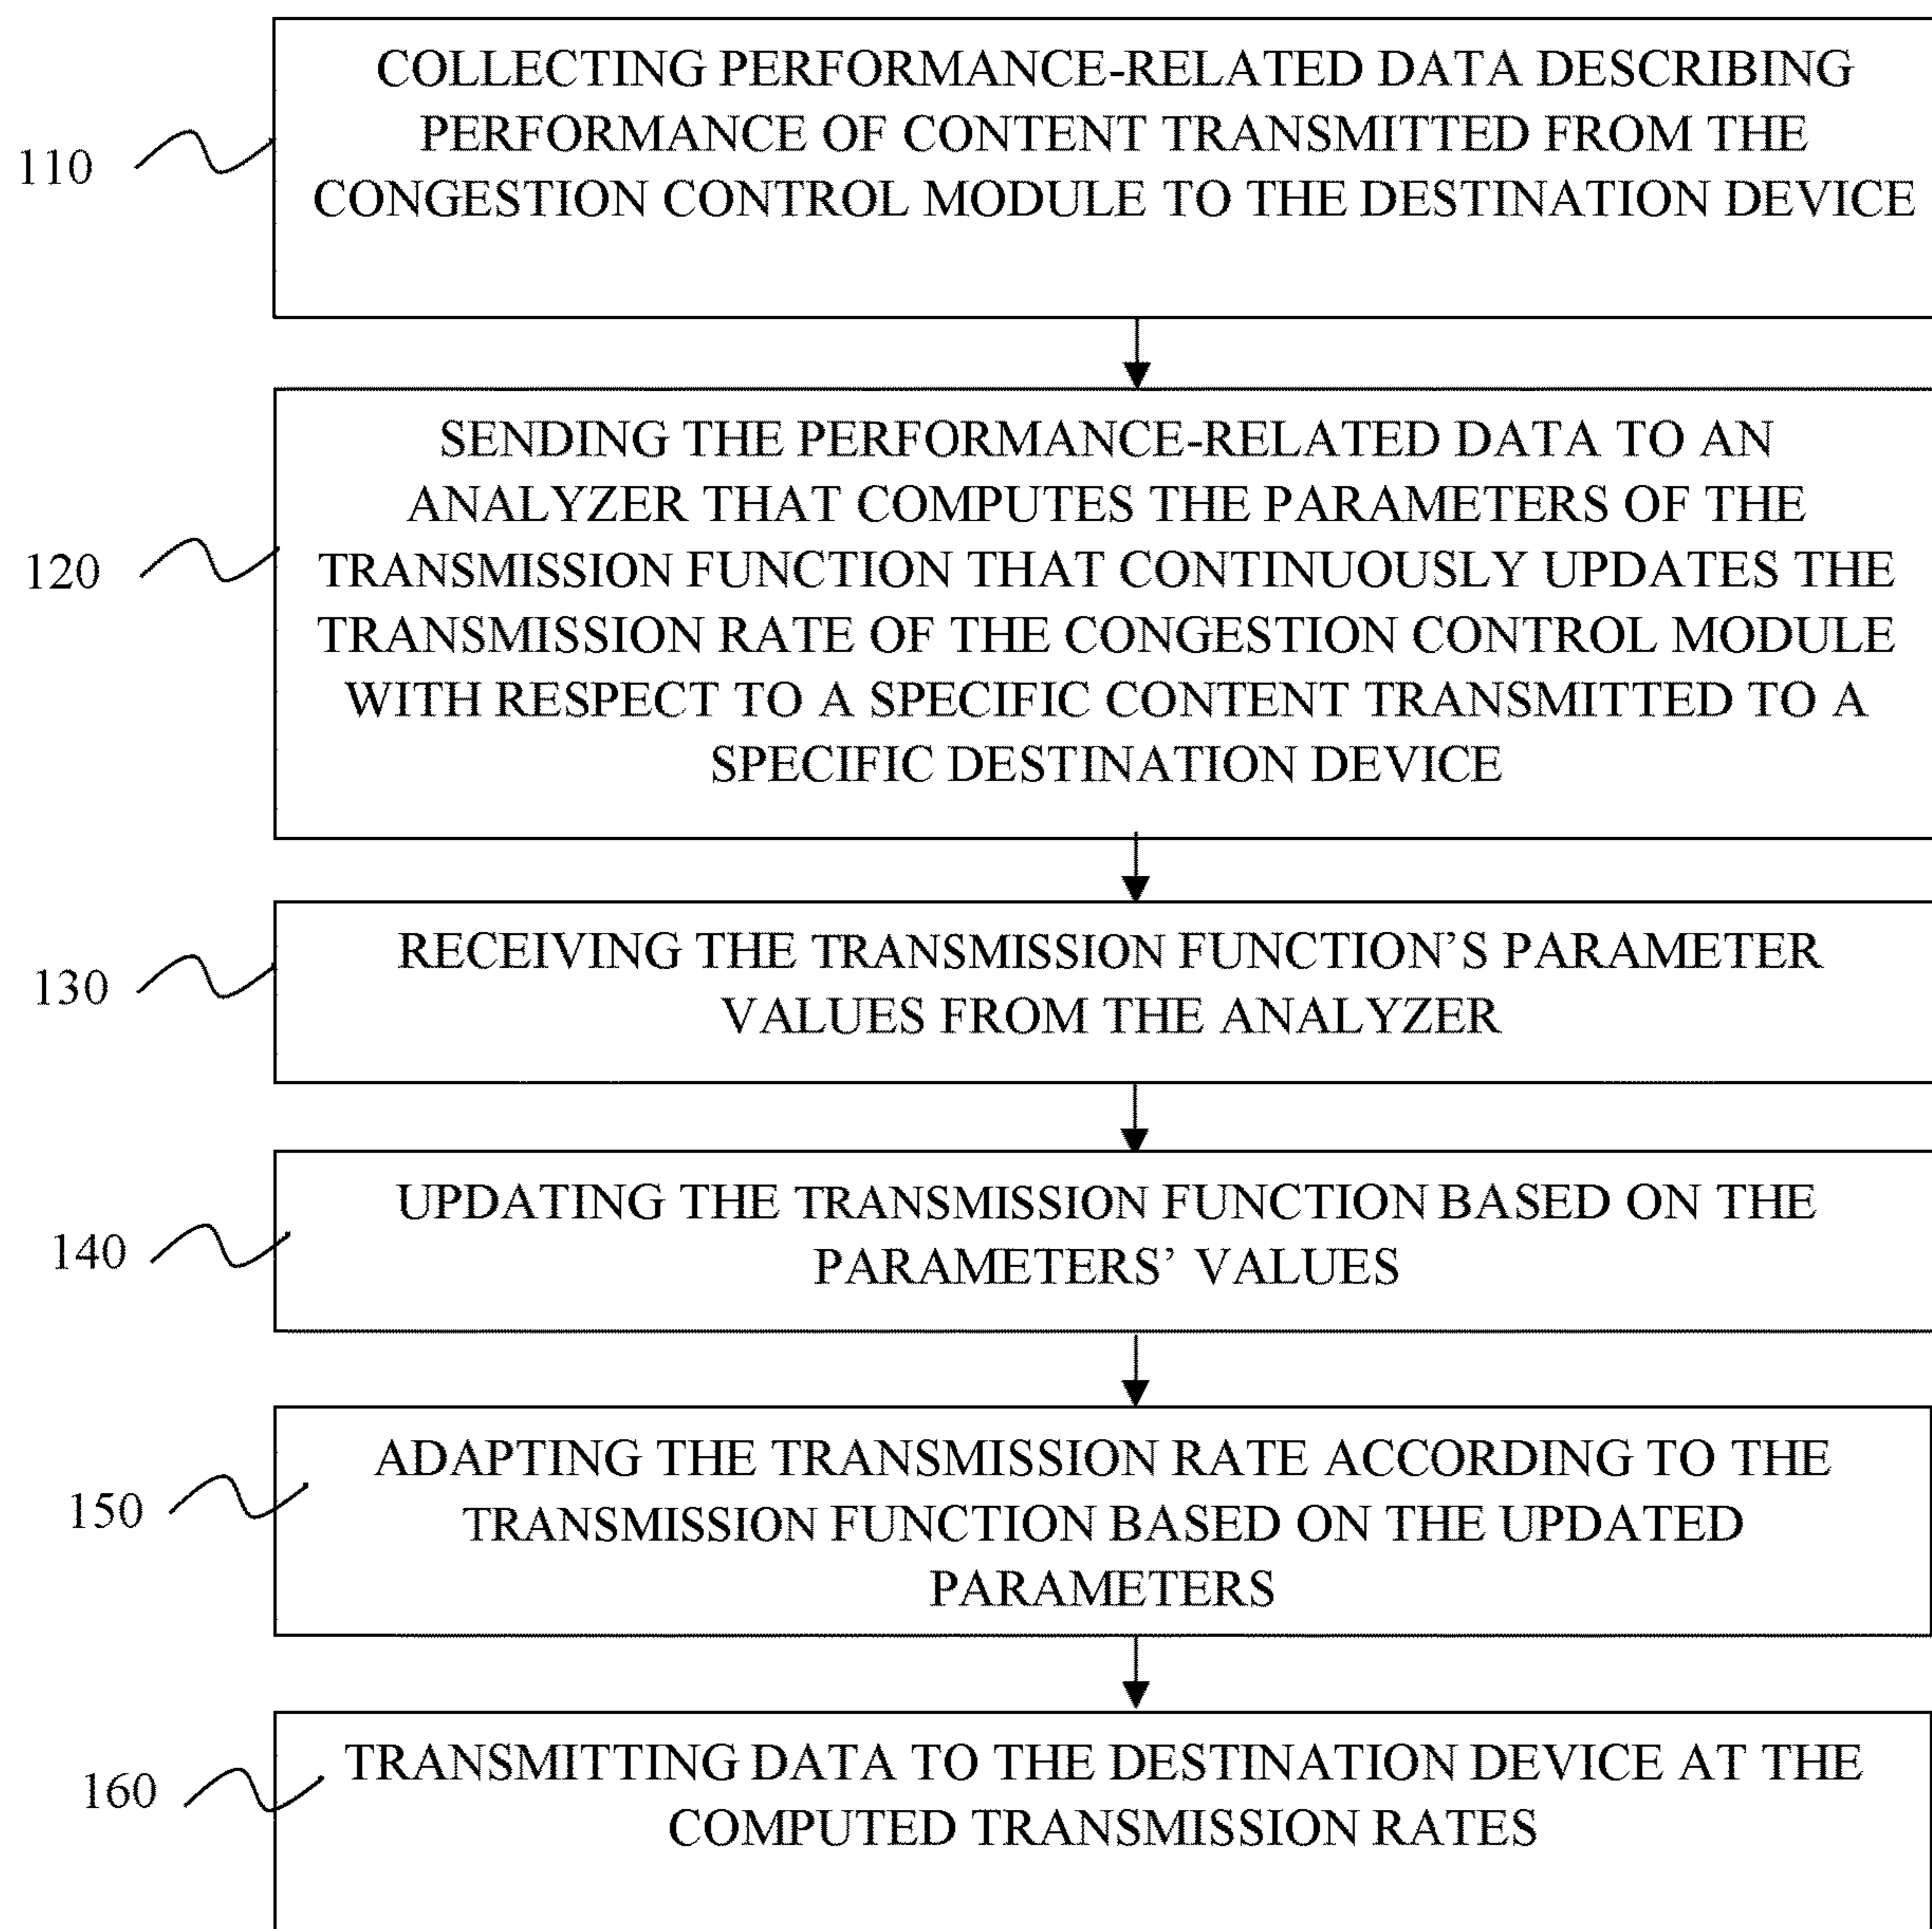 COLLECTING PERFORMANCE-RELATED DATA DESCRIBING
PERFORMANCE OF CONTENT TRANSMITTED FROM THE
CONGESTION CONTROL MODULE TO THE DESTINATION DEVICE
110
SENDING THE PERFORMANCE-RELATED DATA TO AN
ANALYZER THAT COMPUTES THE PARAMETERS OF THE
TRANSMISSION FUNCTION THAT CONTINUOUSLY UPDATES THE
TRANSMISSION RATE OF THE CONGESTION CONTROL MODULE
WITH RESPECT TO A SPECIFIC CONTENT TRANSMITTED TO A
SPECIFIC DESTINATION DEVICE
120
RECEIVING THE TRANSMISSION FUNCTION’S PARAMETER
VALUES FROM THE ANALYZER
130
UPDATING THE TRANSMISSION FUNCTION BASED ON THE
PARAMETERS’ VALUES
140
ADAPTING THE TRANSMISSION RATE ACCORDING TO THE
TRANSMISSION FUNCTION BASED ON THE UPDATED
PARAMETERS
150
TRANSMITTING DATA TO THE DESTINATION DEVICE AT THE
COMPUTED TRANSMISSION RATES
160